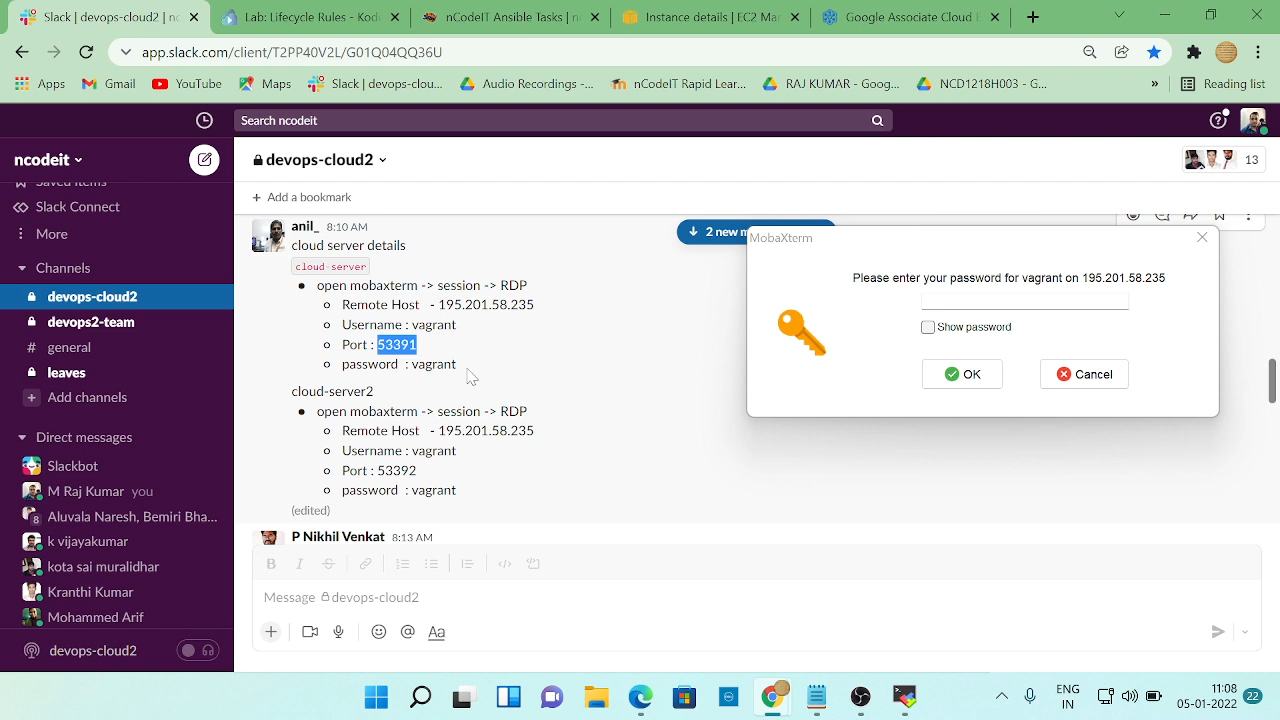 slack | devops-cloud2 | nc
Lab: Lifecycle Rules - Kod
nCodeIT Ansible Tasks | n
Instance details | EC2 Mar
Google Associate Cloud E
app.slack.com/client/T2PP40V2L/G01Q04QQ36U
Apps
Gmail
YouTube
Maps
Slack | devops-clou...
Audio Recordings -...
nCodeIT Rapid Lear...
RAJ KUMAR - Goog...
NCD1218H003 - G...
»
Reading list
Search ncodeit
ncodeit
devops-cloud2
13
Saved items
Slack Connect
More
Channels
devops-cloud2
devops2-team
# general
leaves
Add channels
Direct messages
Slackbot
M Raj Kumar you
8
Aluvala Naresh, Bemiri Bha...
k vijayakumar
kota sai muralidhar
Kranthi Kumar
Mohammed Arif
devops-cloud2
+ Add a bookmark
anil_ 8:10 AM
2 new m
cloud server details
cloud-server
open mobaxterm -> session -> RDP
Remote Host - 195.201.58.235
Username : vagrant
Port : 53391
password : vagrant
cloud-server2
open mobaxterm -> session -> RDP
Remote Host - 195.201.58.235
Username : vagrant
Port : 53392
password : vagrant
(edited)
P Nikhil Venkat 8:13 AM
MobaXterm
Please enter your password for vagrant on 195.201.58.235
Show password
OK
Cancel
B I S
Message devops-cloud2
Aa
ENG
IN
11:08
05-01-2022
22